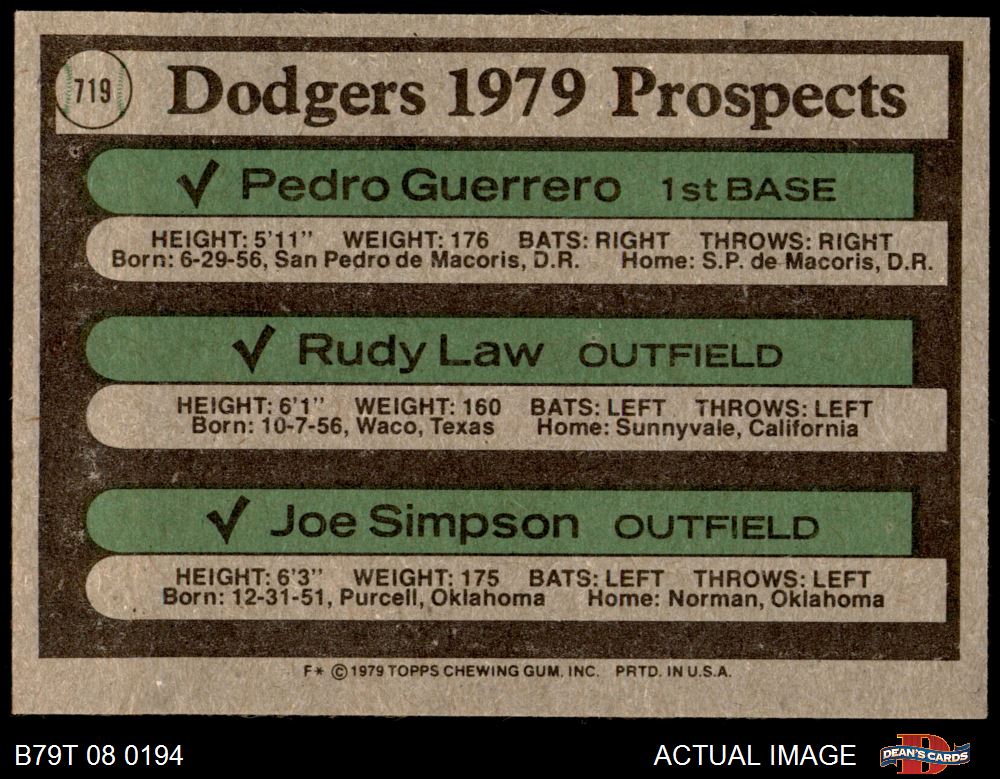 719
Dodgers 1979 Prospects
✓ Pedro Guerrero 1st BASE
HEIGHT: 5'11" WEIGHT: 176 BATS: RIGHT THROWS: RIGHT
Born: 6-29-56, San Pedro de Macoris, D.R. Home: S.P. de Macoris, D.R.
✓ Rudy Law OUTFIELD
HEIGHT: 6'1" WEIGHT: 160 BATS: LEFT THROWS: LEFT
Born: 10-7-56, Waco, Texas Home: Sunnyvale, California
✓ Joe Simpson OUTFIELD
HEIGHT: 6'3" WEIGHT: 175 BATS: LEFT THROWS: LEFT
Born: 12-31-51, Purcell, Oklahoma Home: Norman, Oklahoma
F* © 1979 TOPPS CHEWING GUM, INC. PRTD. IN U.S.A.
B79T 08 0194 ACTUAL IMAGE
D
DEAN'S CARDS